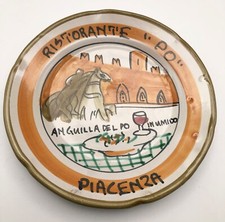 RISTORANTE "PO"
ANGUILLA DEL PO IN UMIDO
PIACENZA